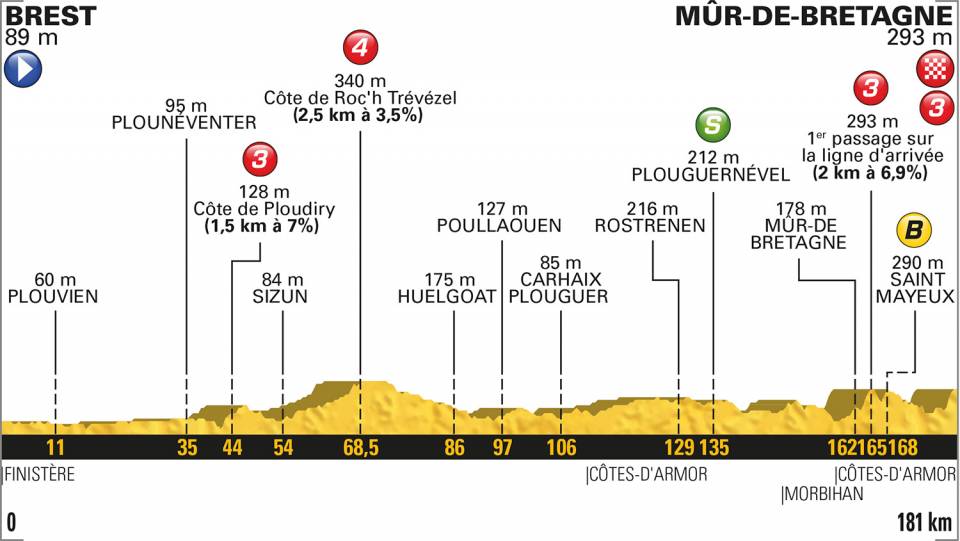 BREST
89 m
MÛR-DE-BRETAGNE
293 m
3
4
340 m
Côte de Roc'h Trévézel
(2,5 km à 3,5%)
95 m
PLOUNÉVENTER
3
128 m
Côte de Ploudiry
(1,5 km à 7%)
S
212 m
PLOUGUERNÉVEL
3
293 m
1er passage sur
la ligne d'arrivée
(2 km à 6,9%)
60 m
PLOUVIEN
84 m
SIZUN
175 m
HUELGOAT
127 m
POULLAOUEN
85 m
CARHAIX
PLOUGUER
216 m
ROSTRENEN
178 m
MÛR-DE
BRETAGNE
B
290 m
SAINT
MAYEUX
11 35 44 54 68,5 86 97 106 129 135 162 165 168
|FINISTÈRE |CÔTES-D'ARMOR |CÔTES-D'ARMOR
|MORBIHAN
0 181 km